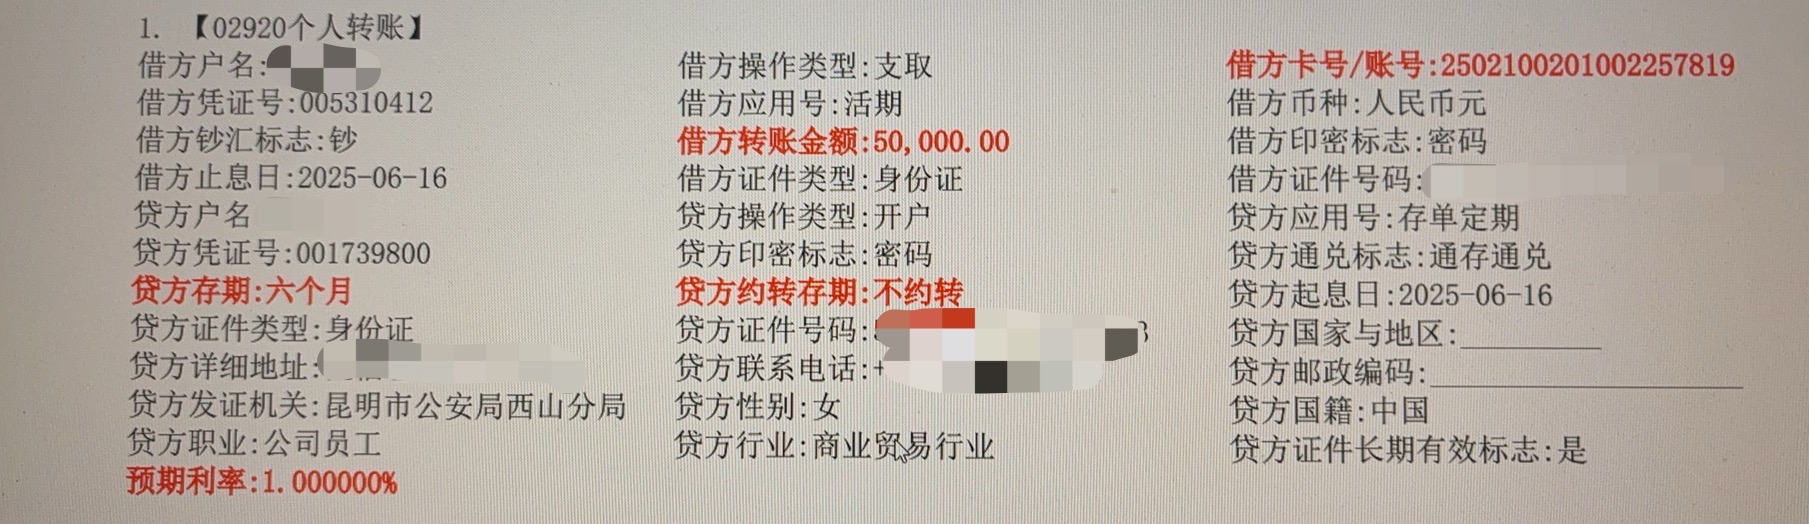 1. 【02920个人转账】
借方户名: 借方操作类型:支取 借方卡号/账号:2502100201002257819
借方凭证号:005310412 借方应用号:活期 借方币种:人民币元
借方钞汇标志:钞 借方转账金额:50,000.00 借方印密标志:密码
借方止息日:2025-06-16 借方证件类型:身份证 借方证件号码:
贷方户名 贷方操作类型:开户 贷方应用号:存单定期
贷方凭证号:001739800 贷方印密标志:密码 贷方通兑标志:通存通兑
贷方存期:六个月 贷方约转存期:不约转 贷方起息日:2025-06-16
贷方证件类型:身份证 贷方证件号码: 贷方国家与地区:
贷方详细地址: 贷方联系电话:+ 贷方邮政编码:
贷方发证机关:昆明市公安局西山分局 贷方性别:女 贷方国籍:中国
贷方职业:公司员工 贷方行业:商业贸易行业 贷方证件长期有效标志:是
预期利率:1.000000%